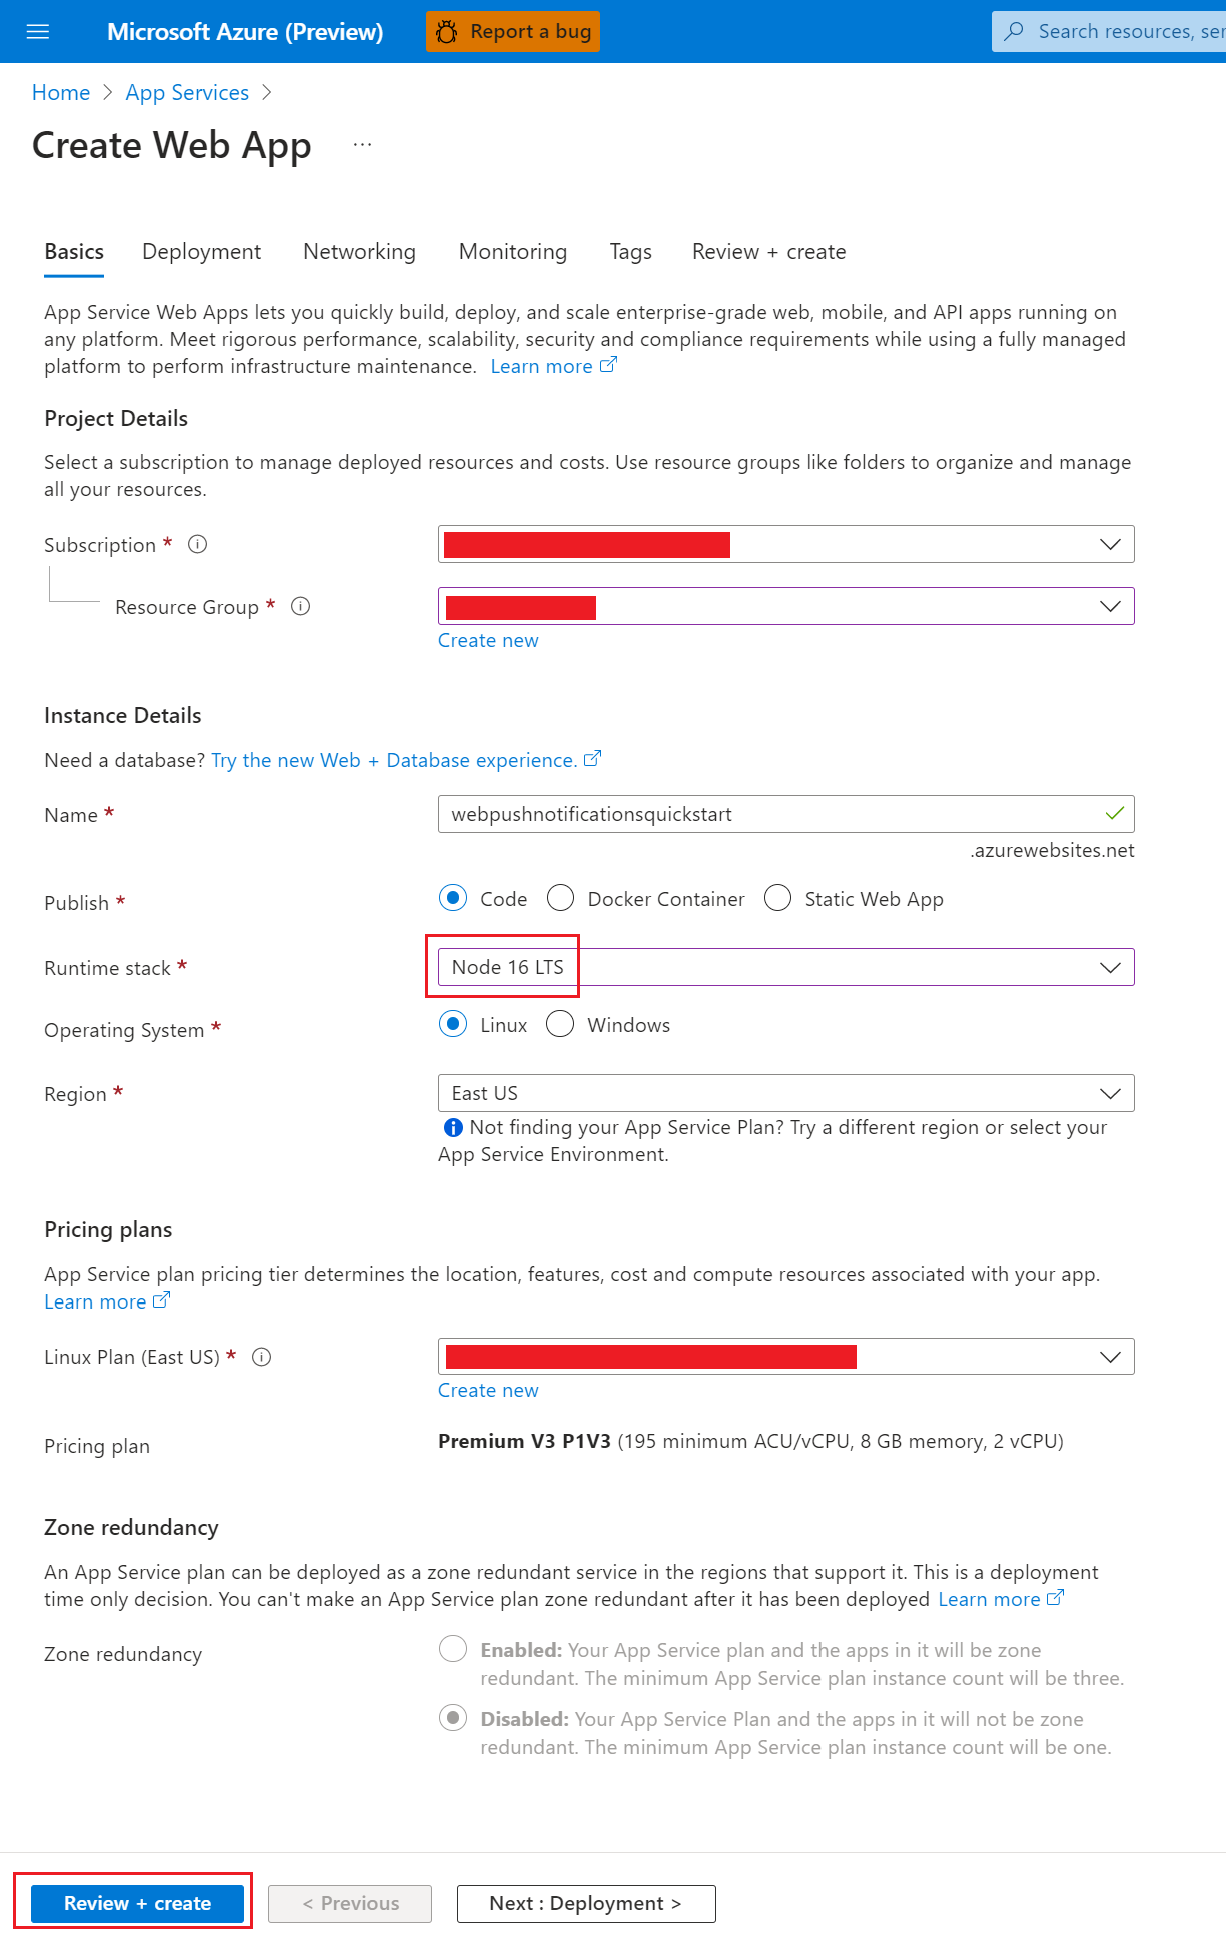 Microsoft Azure (Preview)
Report a bug
Search resources, ser
Home > App Services >
Create Web App ...
Basics Deployment Networking Monitoring Tags Review + create
App Service Web Apps lets you quickly build, deploy, and scale enterprise-grade web, mobile, and API apps running on
any platform. Meet rigorous performance, scalability, security and compliance requirements while using a fully managed
platform to perform infrastructure maintenance. Learn more
Project Details
Select a subscription to manage deployed resources and costs. Use resource groups like folders to organize and manage
all your resources.
Subscription *
Resource Group *
Create new
Instance Details
Need a database? Try the new Web + Database experience.
Name *
webpushnotificationsquickstart
.azurewebsites.net
Publish *
Code Docker Container Static Web App
Runtime stack *
Node 16 LTS
Operating System *
Linux Windows
Region *
East US
Not finding your App Service Plan? Try a different region or select your
App Service Environment.
Pricing plans
App Service plan pricing tier determines the location, features, cost and compute resources associated with your app.
Learn more
Linux Plan (East US) *
Create new
Pricing plan
Premium V3 P1V3 (195 minimum ACU/vCPU, 8 GB memory, 2 vCPU)
Zone redundancy
An App Service plan can be deployed as a zone redundant service in the regions that support it. This is a deployment
time only decision. You can't make an App Service plan zone redundant after it has been deployed Learn more
Zone redundancy
Enabled: Your App Service plan and the apps in it will be zone
redundant. The minimum App Service plan instance count will be three.
Disabled: Your App Service Plan and the apps in it will not be zone
redundant. The minimum App Service plan instance count will be one.
Review + create
< Previous
Next : Deployment >